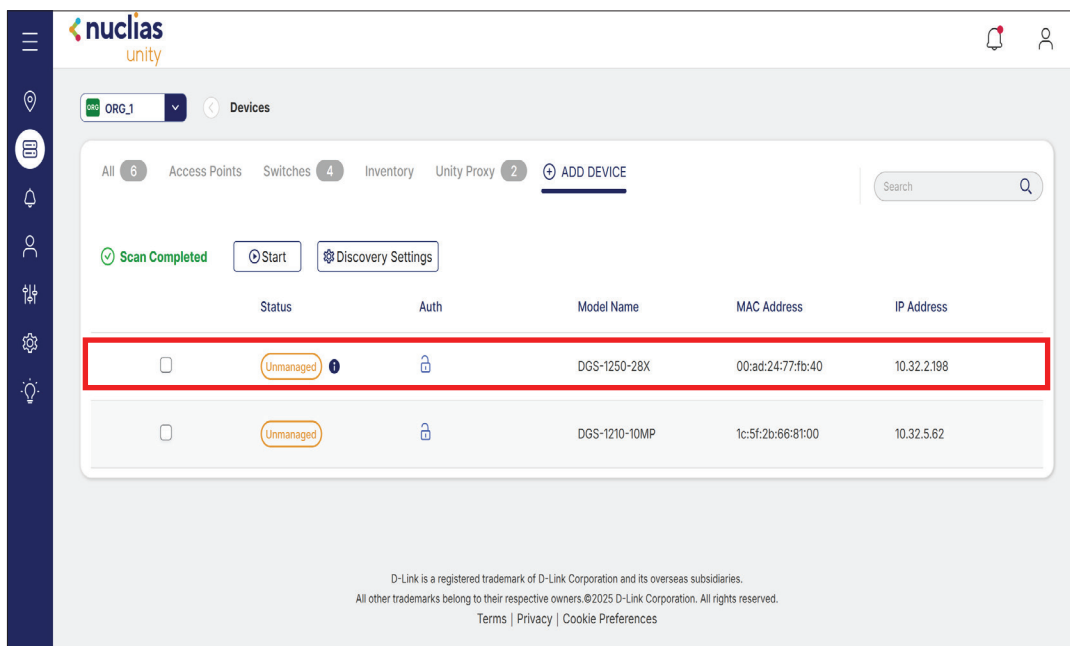 nuclias
unity
ORG ORG_1 Devices
All 6 Access Points Switches 4 Inventory Unity Proxy 2 ADD DEVICE Search
Scan Completed Start Discovery Settings
Status Auth Model Name MAC Address IP Address
Unmanaged DGS-1250-28X 00:ad:24:77:fb:40 10.32.2.198
Unmanaged DGS-1210-10MP 1c:5f:2b:66:81:00 10.32.5.62
D-Link is a registered trademark of D-Link Corporation and its overseas subsidiaries.
All other trademarks belong to their respective owners.©2025 D-Link Corporation. All rights reserved.
Terms | Privacy | Cookie Preferences